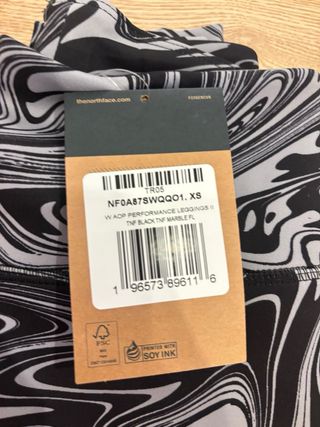 thenorthface.com
TR05
NF0A87SWQQO1. XS
W AOP PERFORMANCE LEGGINGS II
TNF BLACK TNF MARBLE FL
1 96573 89611 6
FSC
PRINTED WITH
SOY INK